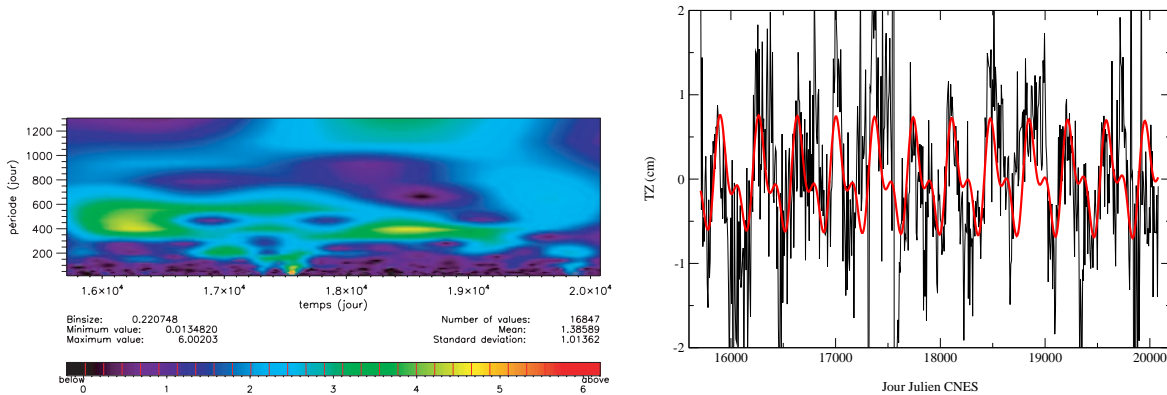 1200
1000
800
600
400
200
période (jour)
1.6×10⁴
1.7×10⁴
1.8×10⁴
1.9×10⁴
2.0×10⁴
temps (jour)
Binsize: 0.220748
Minimum value: 0.0134820
Maximum value: 6.00203
Number of values: 16847
Mean: 1.38589
Standard deviation: 1.01362
below
above
0 1 2 3 4 5 6
2
1
0
-1
-2
TZ (cm)
16000 17000 18000 19000 20000
Jour Julien CNES